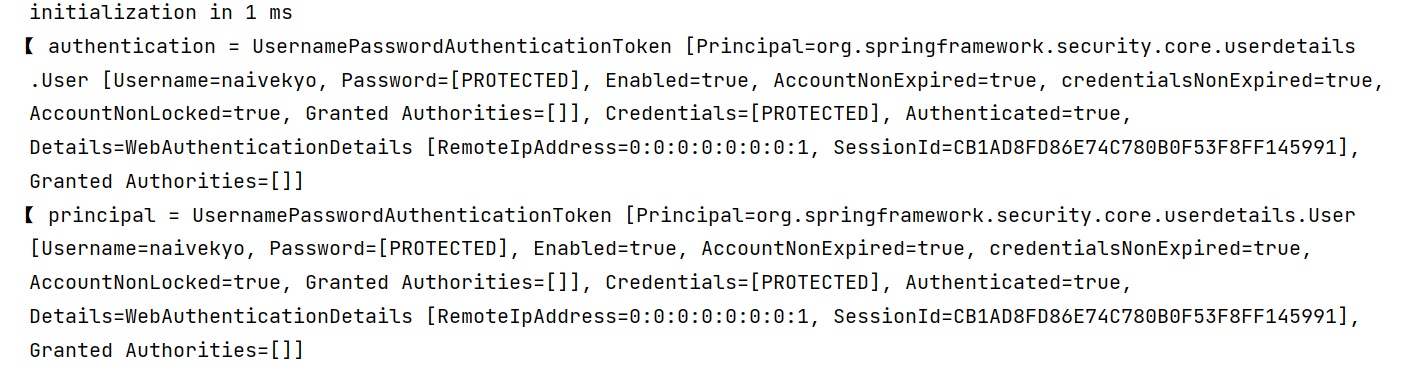 initialization in 1 ms
【 authentication = UsernamePasswordAuthenticationToken [Principal=org.springframework.security.core.userdetails
.User [Username=naivekyo, Password=[PROTECTED], Enabled=true, AccountNonExpired=true, credentialsNonExpired=true,
AccountNonLocked=true, Granted Authorities=[]], Credentials=[PROTECTED], Authenticated=true,
Details=WebAuthenticationDetails [RemoteIpAddress=0:0:0:0:0:0:0:1, SessionId=CB1AD8FD86E74C780B0F53F8FF145991],
Granted Authorities=[]]
【 principal = UsernamePasswordAuthenticationToken [Principal=org.springframework.security.core.userdetails.User
[Username=naivekyo, Password=[PROTECTED], Enabled=true, AccountNonExpired=true, credentialsNonExpired=true,
AccountNonLocked=true, Granted Authorities=[]], Credentials=[PROTECTED], Authenticated=true,
Details=WebAuthenticationDetails [RemoteIpAddress=0:0:0:0:0:0:0:1, SessionId=CB1AD8FD86E74C780B0F53F8FF145991],
Granted Authorities=[]]